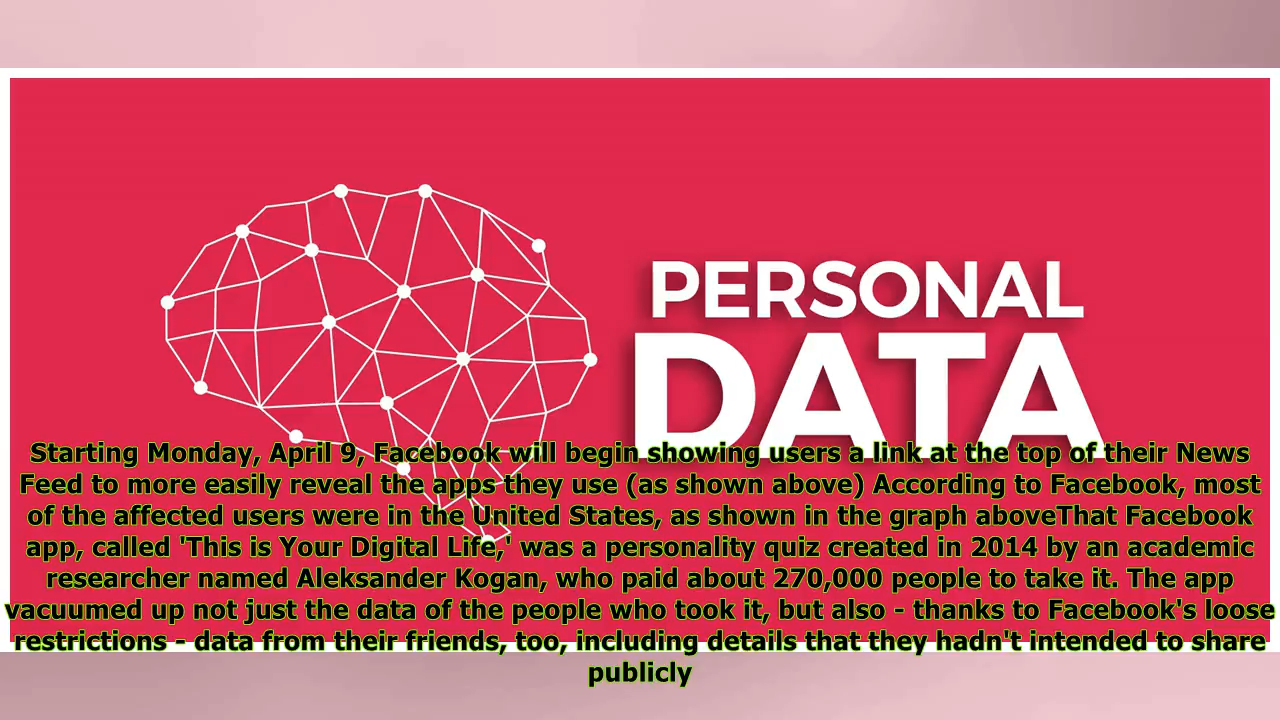 PERSONAL
DATA
Starting Monday, April 9, Facebook will begin showing users a link at the top of their News
Feed to more easily reveal the apps they use (as shown above) According to Facebook, most
of the affected users were in the United States, as shown in the graph aboveThat Facebook
app, called 'This is Your Digital Life,' was a personality quiz created in 2014 by an academic
researcher named Aleksander Kogan, who paid about 270,000 people to take it. The app
vacuumed up not just the data of the people who took it, but also - thanks to Facebook's loose
restrictions - data from their friends, too, including details that they hadn't intended to share
publicly